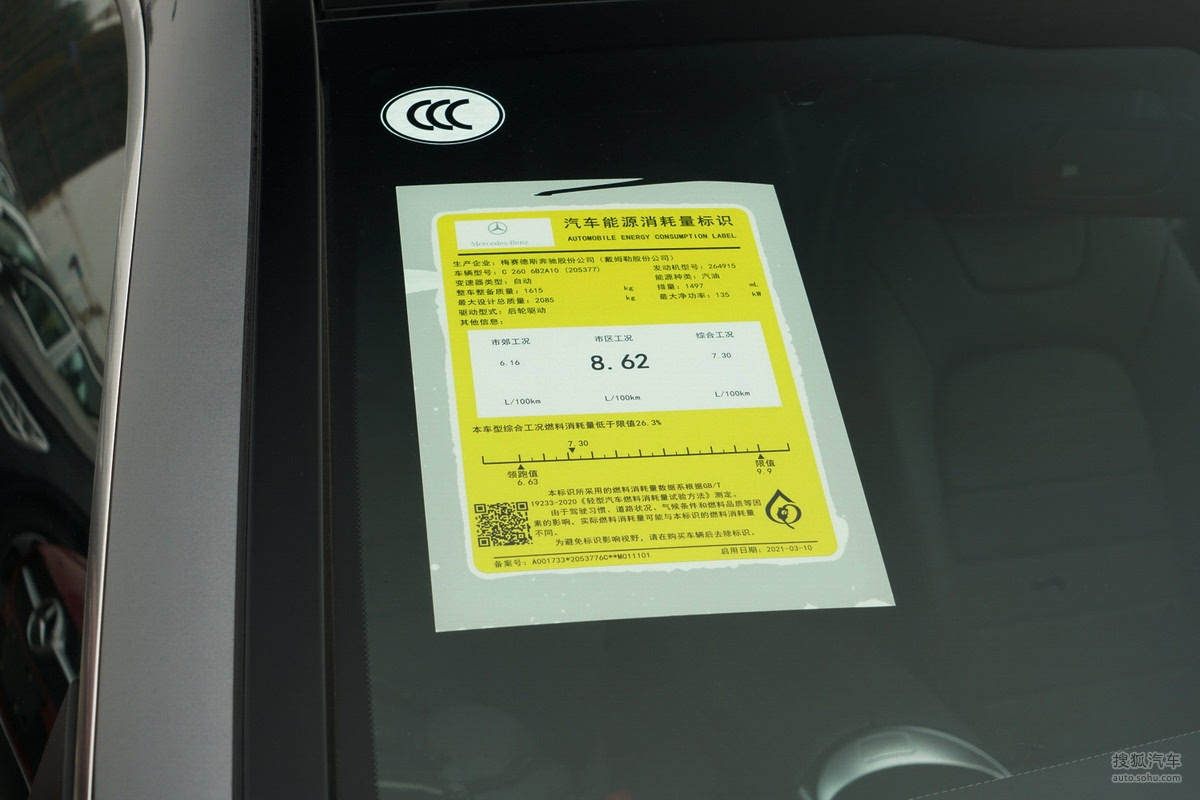 CCC
Mercedes-Benz
汽车能源消耗量标识
AUTOMOBILE ENERGY CONSUMPTION LABEL
生产企业：梅赛德斯奔驰股份公司（戴姆勒股份公司）
车辆型号：C 260 6B2A10 (205377) 发动机型号：264915
变速器类型：自动 能源种类：汽油
整车整备质量：1615 kg 排量：1497 mL
最大设计总质量：2085 kg 最大净功率：135 kW
驱动型式：后轮驱动
其他信息：
市郊工况 市区工况 综合工况
6.16 8.62 7.30
L/100km L/100km L/100km
本车型综合工况燃料消耗量低于限值26.3%
7.30
领跑值 限值
6.63 9.9
本标识所采用的燃料消耗量数据系根据GB/T
19233-2020《轻型汽车燃料消耗量试验方法》测定。
由于驾驶习惯、道路状况、气候条件和燃料品质等因
素的影响，实际燃料消耗量可能与本标识的燃料消耗量
不同。
为避免标识影响视野，请在购买车辆后去除标识。
备案号：A001733*2053776C**M011101 启用日期：2021-03-10
搜狐汽车
auto.sohu.com